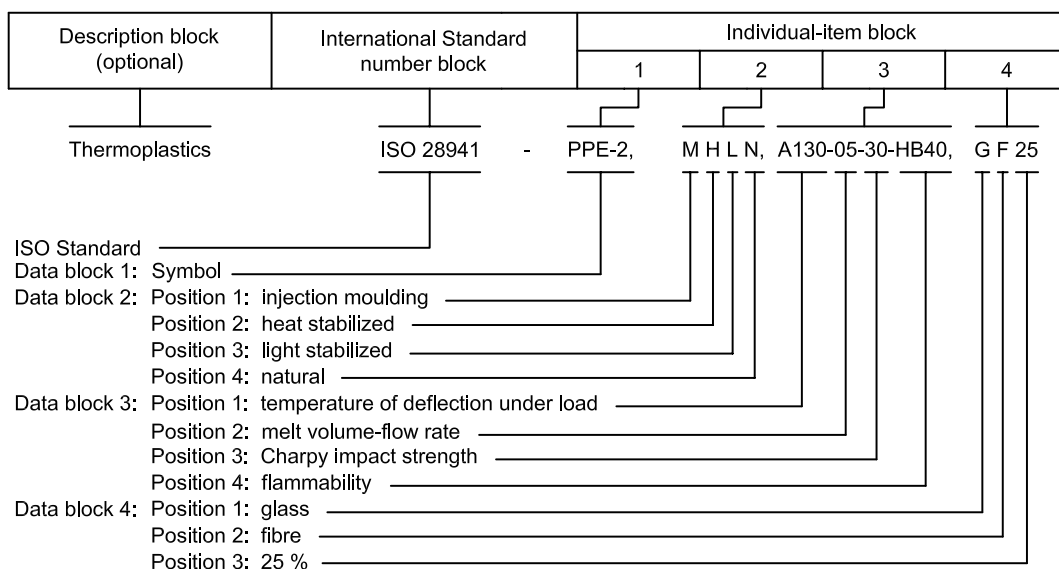 Description block
(optional)
International Standard
number block
Individual-item block
1 2 3 4
Thermoplastics ISO 28941 - PPE-2, M H L N, A130-05-30-HB40, G F 25
ISO Standard
Data block 1: Symbol
Data block 2: Position 1: injection moulding
Position 2: heat stabilized
Position 3: light stabilized
Position 4: natural
Data block 3: Position 1: temperature of deflection under load
Position 2: melt volume-flow rate
Position 3: Charpy impact strength
Position 4: flammability
Data block 4: Position 1: glass
Position 2: fibre
Position 3: 25 %